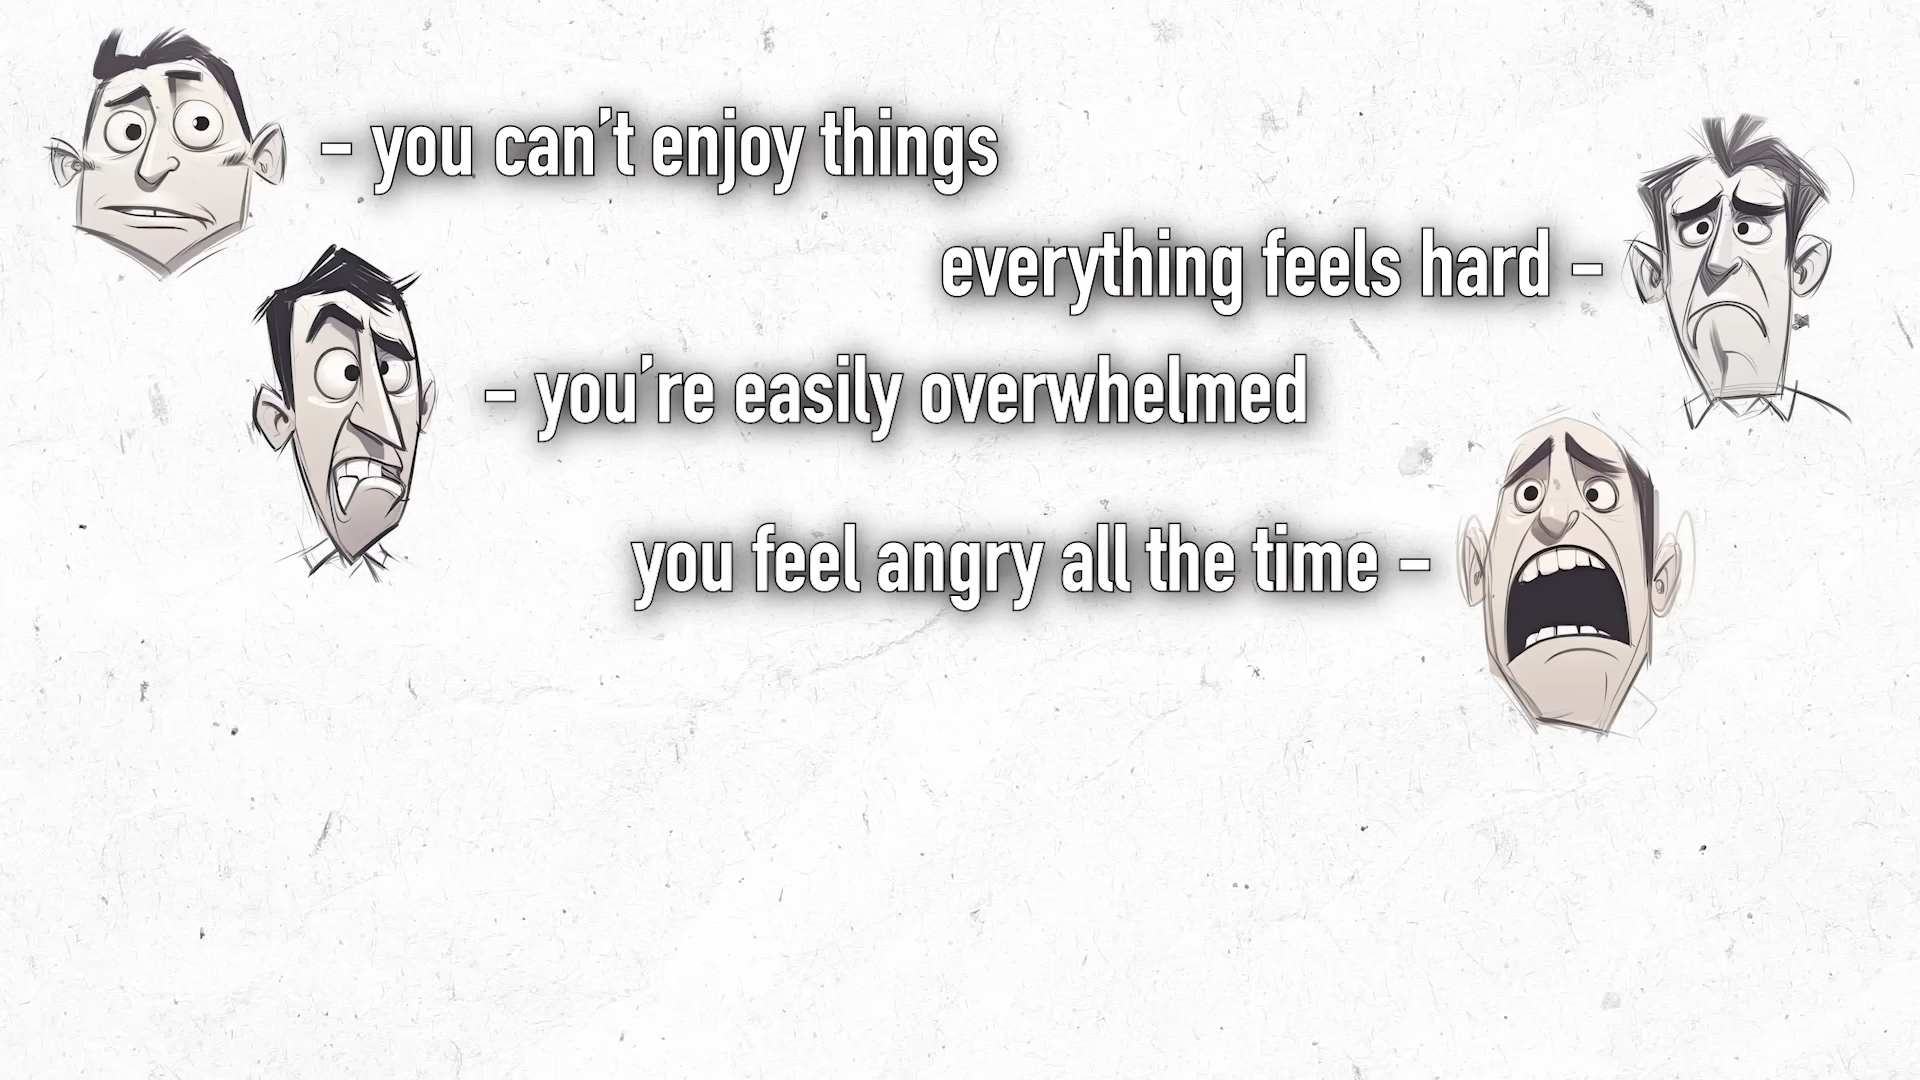 – you can't enjoy things
everything feels hard –
– you're easily overwhelmed
you feel angry all the time –